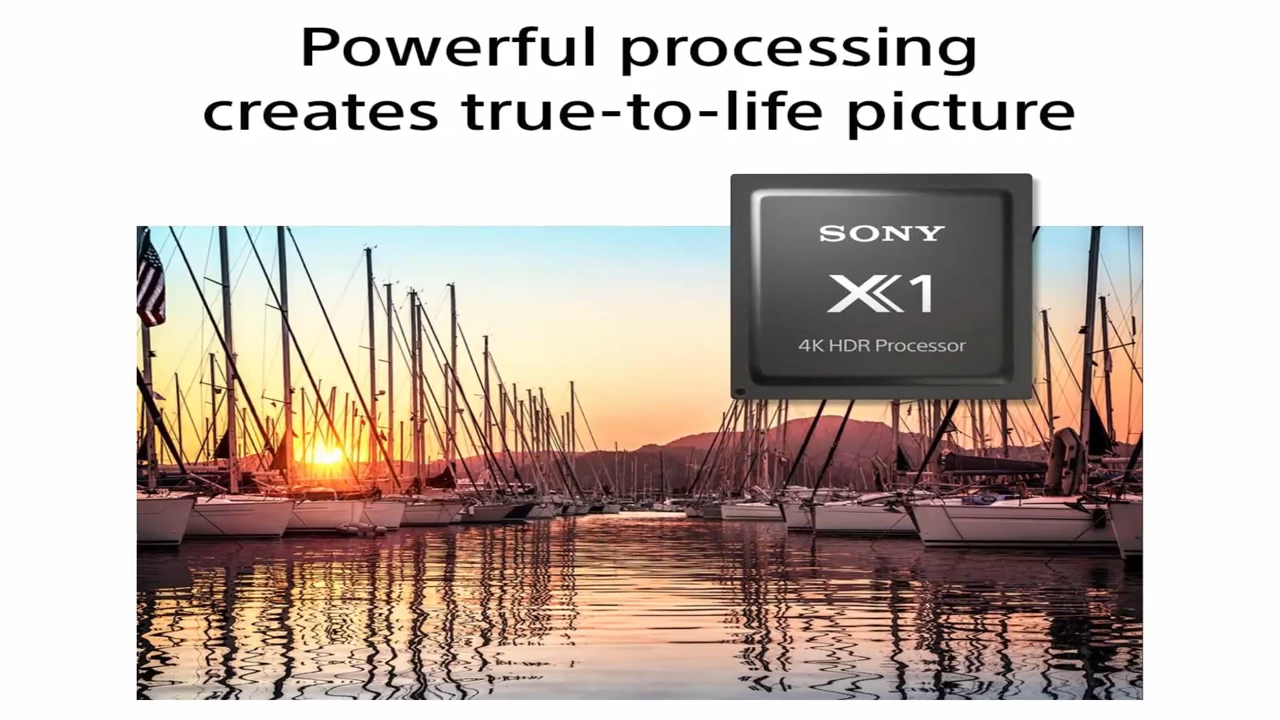 Powerful processing
creates true-to-life picture
SONY
X1
4K HDR Processor